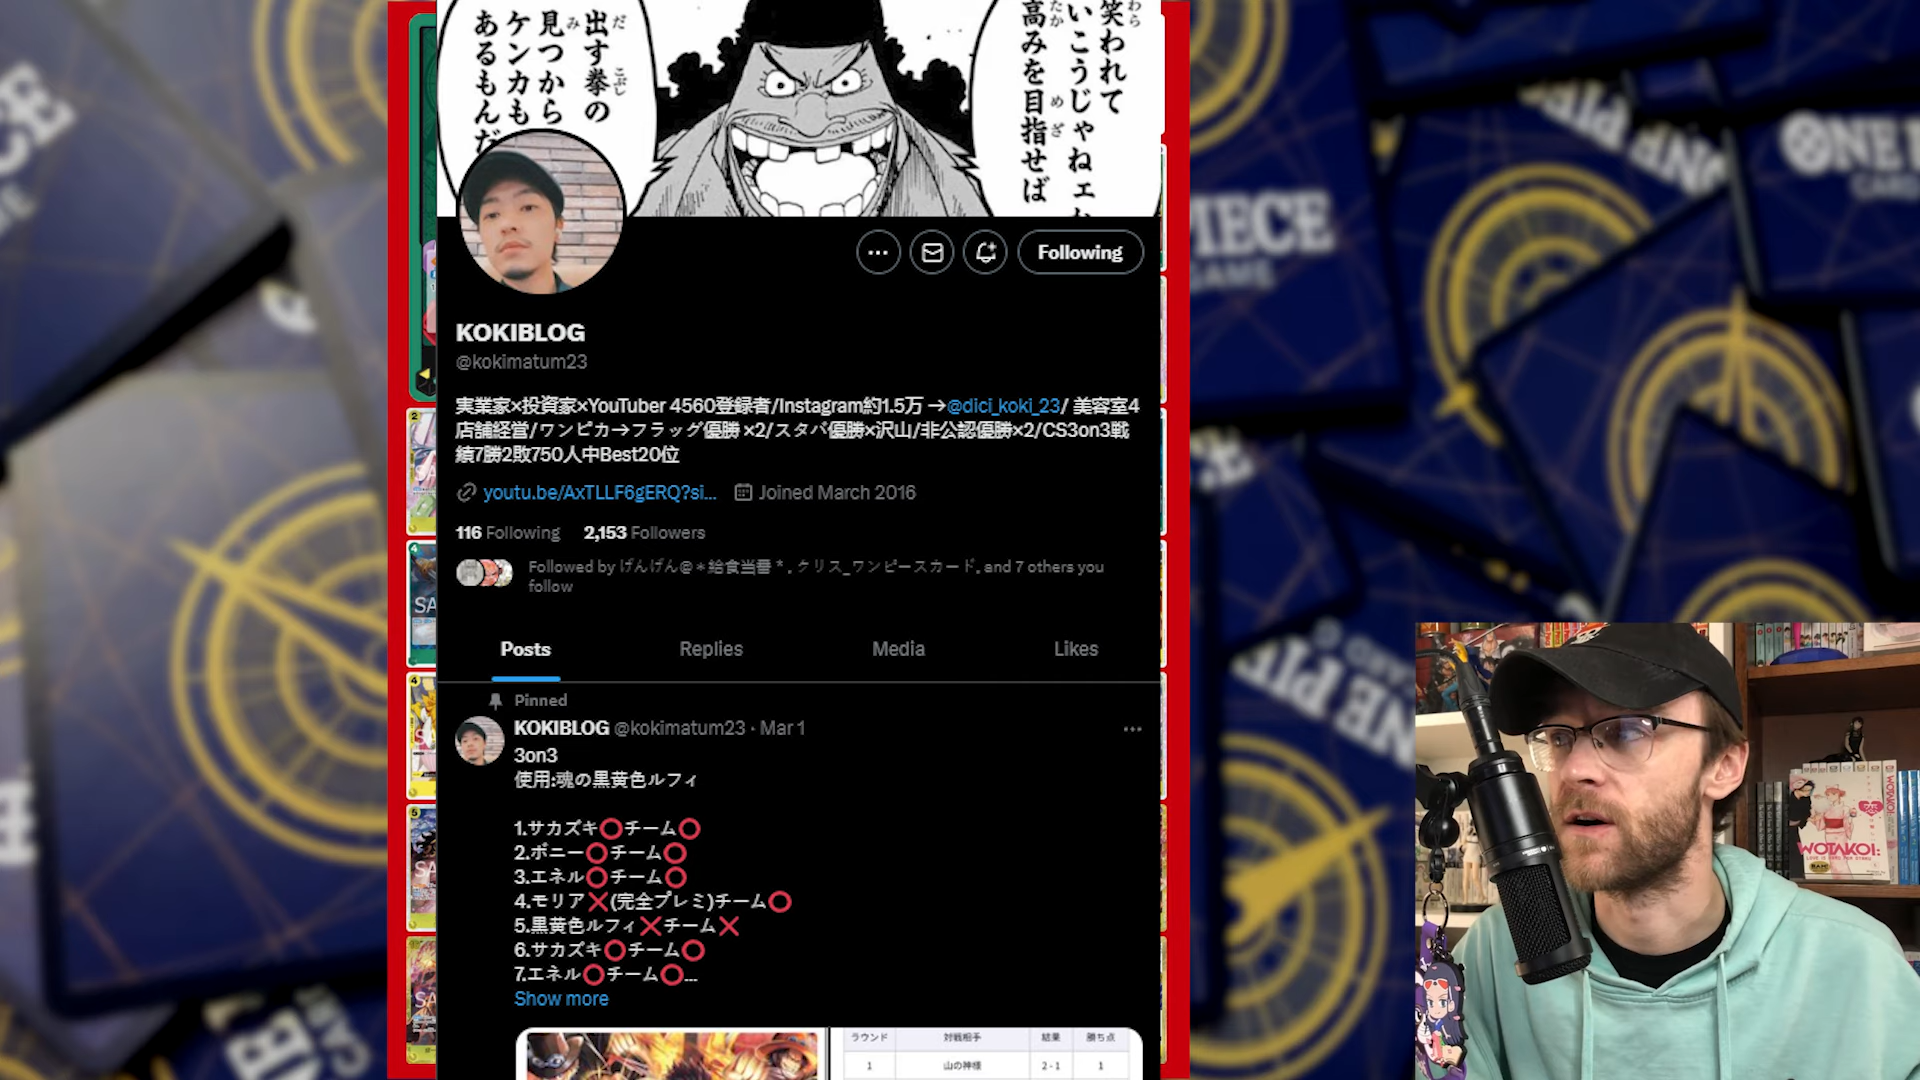 笑われて
いこうじゃねェか
高みを目指せば
出す拳の
見つから
ケンカも
あるもんだ
Following
KOKIBLOG
@kokimatum23
実業家×投資家×YouTuber 4560登録者/Instagram約1.5万 →@dici_koki_23/ 美容室4
店舗経営/ワンピカ→フラッグ優勝 ×2/スタバ優勝×沢山/非公認優勝×2/CS3on3戦
績7勝2敗750人中Best20位
youtu.be/AxTLLF6gERQ?si... Joined March 2016
116 Following 2,153 Followers
Followed by げんげん@＊給食当番＊, クリス_ワンピースカード, and 7 others you
follow
Posts Replies Media Likes
Pinned
KOKIBLOG @kokimatum23 · Mar 1
3on3
使用:魂の黒黄色ルフィ
1.サカズキ⭕チーム⭕
2.ボニー⭕チーム⭕
3.エネル⭕チーム⭕
4.モリア❌(完全プレミ)チーム⭕
5.黒黄色ルフィ❌チーム❌
6.サカズキ⭕チーム⭕
7.エネル⭕チーム⭕...
Show more
ラウンド 対戦相手 結果 勝ち点
1 山の神様 2 - 1 1
PIECE
GAME
ONE PI
WOTAKOI: